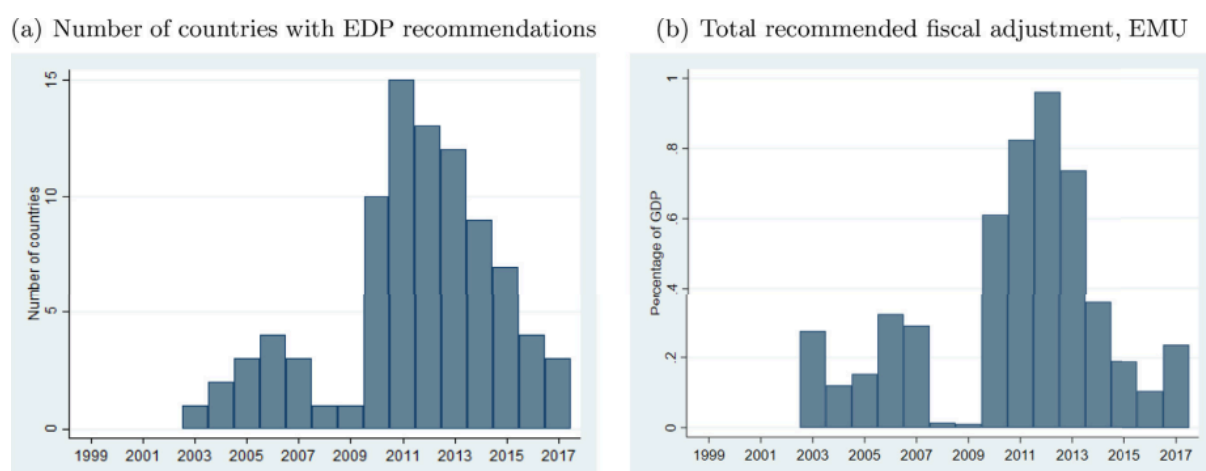 (a) Number of countries with EDP recommendations
(b) Total recommended fiscal adjustment, EMU
Number of countries
15
10
5
0
1999 2001 2003 2005 2007 2009 2011 2013 2015 2017
Percentage of GDP
1
.8
.6
.4
.2
0
1999 2001 2003 2005 2007 2009 2011 2013 2015 2017